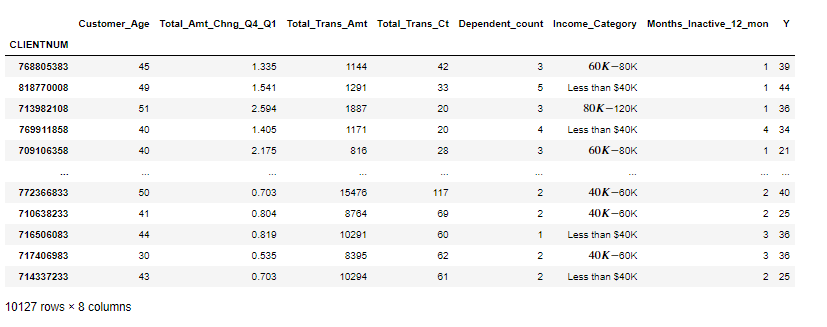 Customer_Age Total_Amt_Chng_Q4_Q1 Total_Trans_Amt Total_Trans_Ct Dependent_count Income_Category Months_Inactive_12_mon Y
CLIENTNUM
768805383 45 1.335 1144 42 3 60K−80K 1 39
818770008 49 1.541 1291 33 5 Less than $40K 1 44
713982108 51 2.594 1887 20 3 80K−120K 1 36
769911858 40 1.405 1171 20 4 Less than $40K 4 34
709106358 40 2.175 816 28 3 60K−80K 1 21
... ... ... ... ... ... ... ... ...
772366833 50 0.703 15476 117 2 40K−60K 2 40
710638233 41 0.804 8764 69 2 40K−60K 2 25
716506083 44 0.819 10291 60 1 Less than $40K 3 36
717406983 30 0.535 8395 62 2 40K−60K 3 36
714337233 43 0.703 10294 61 2 Less than $40K 2 25
10127 rows × 8 columns